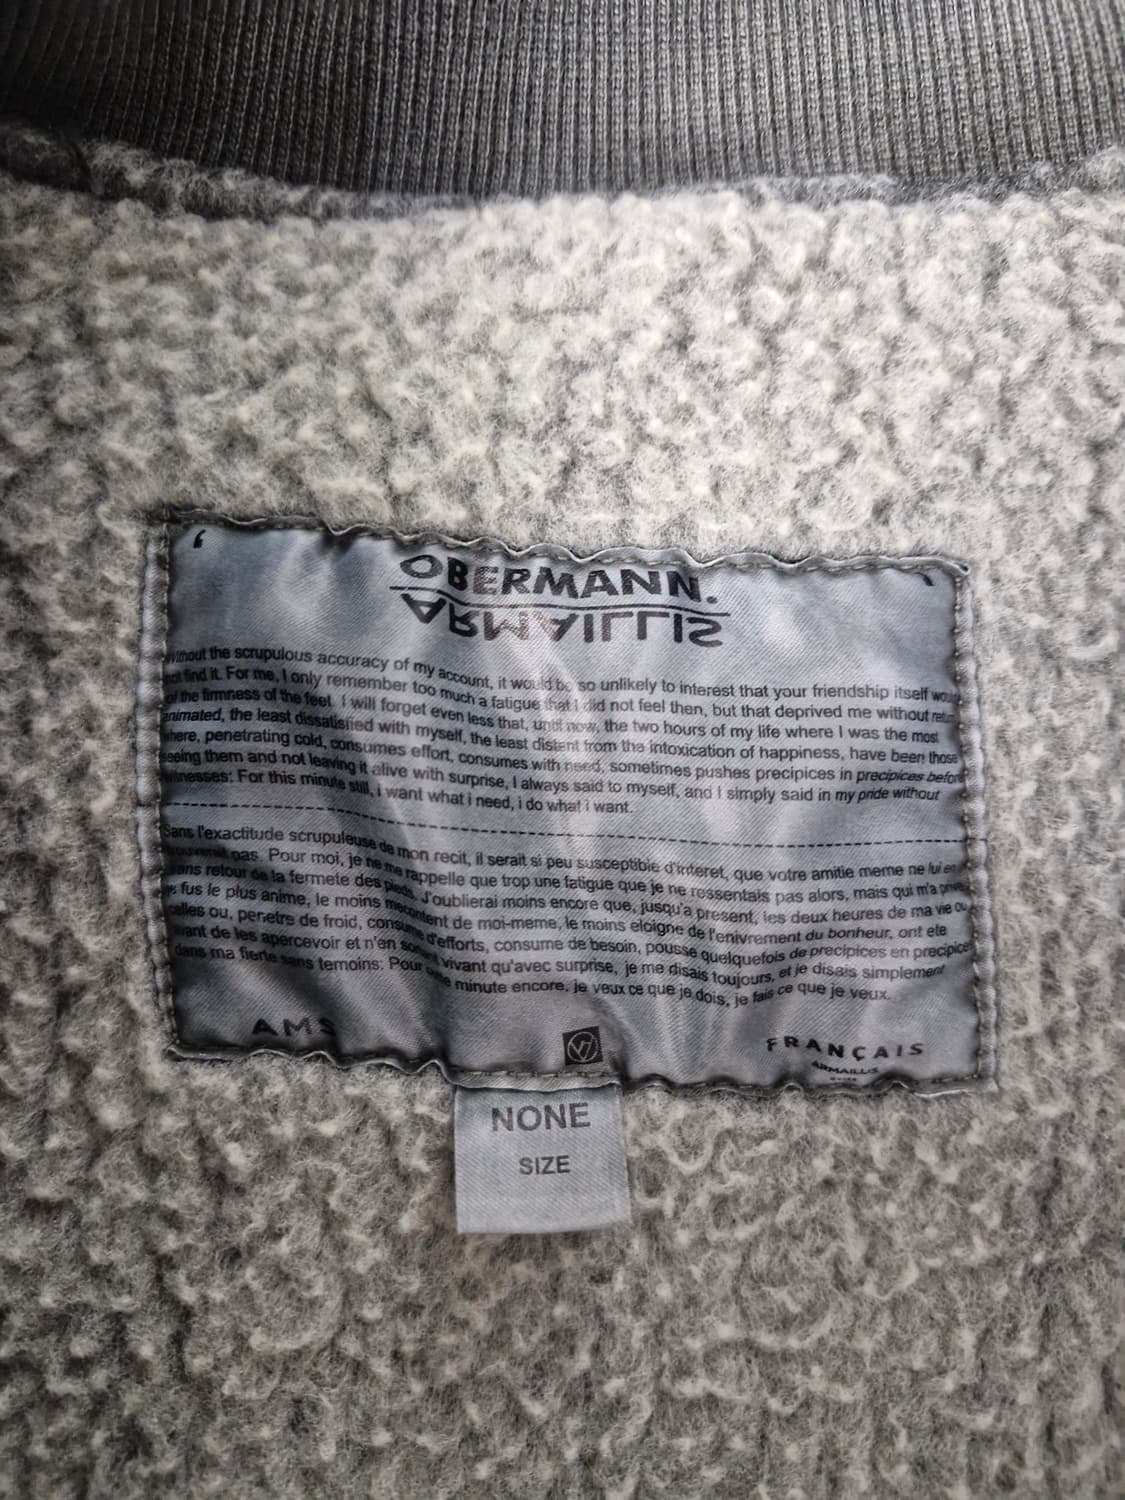 OBERMANN.
ARMAILLIS
without the scrupulous accuracy of my account, it would be so unlikely to interest that your friendship itself
not find it. For me, I only remember too much a fatigue that I did not feel then, but that deprived me without
of the firmness of the feet. I will forget even less that, until now, the two hours of my life where I was the most
animated, the least dissatisfied with myself, the least distent from the intoxication of happiness, have been those
where, penetrating cold, consumes effort, consumes with need, sometimes pushes precipices in precipices before
seeing them and not leaving it alive with surprise, I always said to myself, and I simply said in my pride without
witnesses: For this minute still, i want what i need, i do what i want.
Sans l'exactitude scrupuleuse de mon recit, il serait si peu susceptible d'interet, que votre amitie meme ne lui en
trouverait pas. Pour moi, je ne me rappelle que trop une fatigue que je ne ressentais pas alors, mais qui m'a
sans retour de la fermete des pieds. J'oublierai moins encore que, jusqu'a present, les deux heures de ma vie ou
je fus le plus anime, le moins mecontent de moi-meme, le moins eloigne de l'enivrement du bonheur, ont ete
celles ou, penetre de froid, consume d'efforts, consume de besoin, pousse quelquefois de precipices en precipices
avant de les apercevoir et n'en sortant vivant qu'avec surprise, je me disais toujours, et je disais simplement
dans ma fierte sans temoins: Pour cette minute encore, je veux ce que je dois, je fais ce que je veux.
AMS
FRANÇAIS
ARMAILLIS
NONE
SIZE